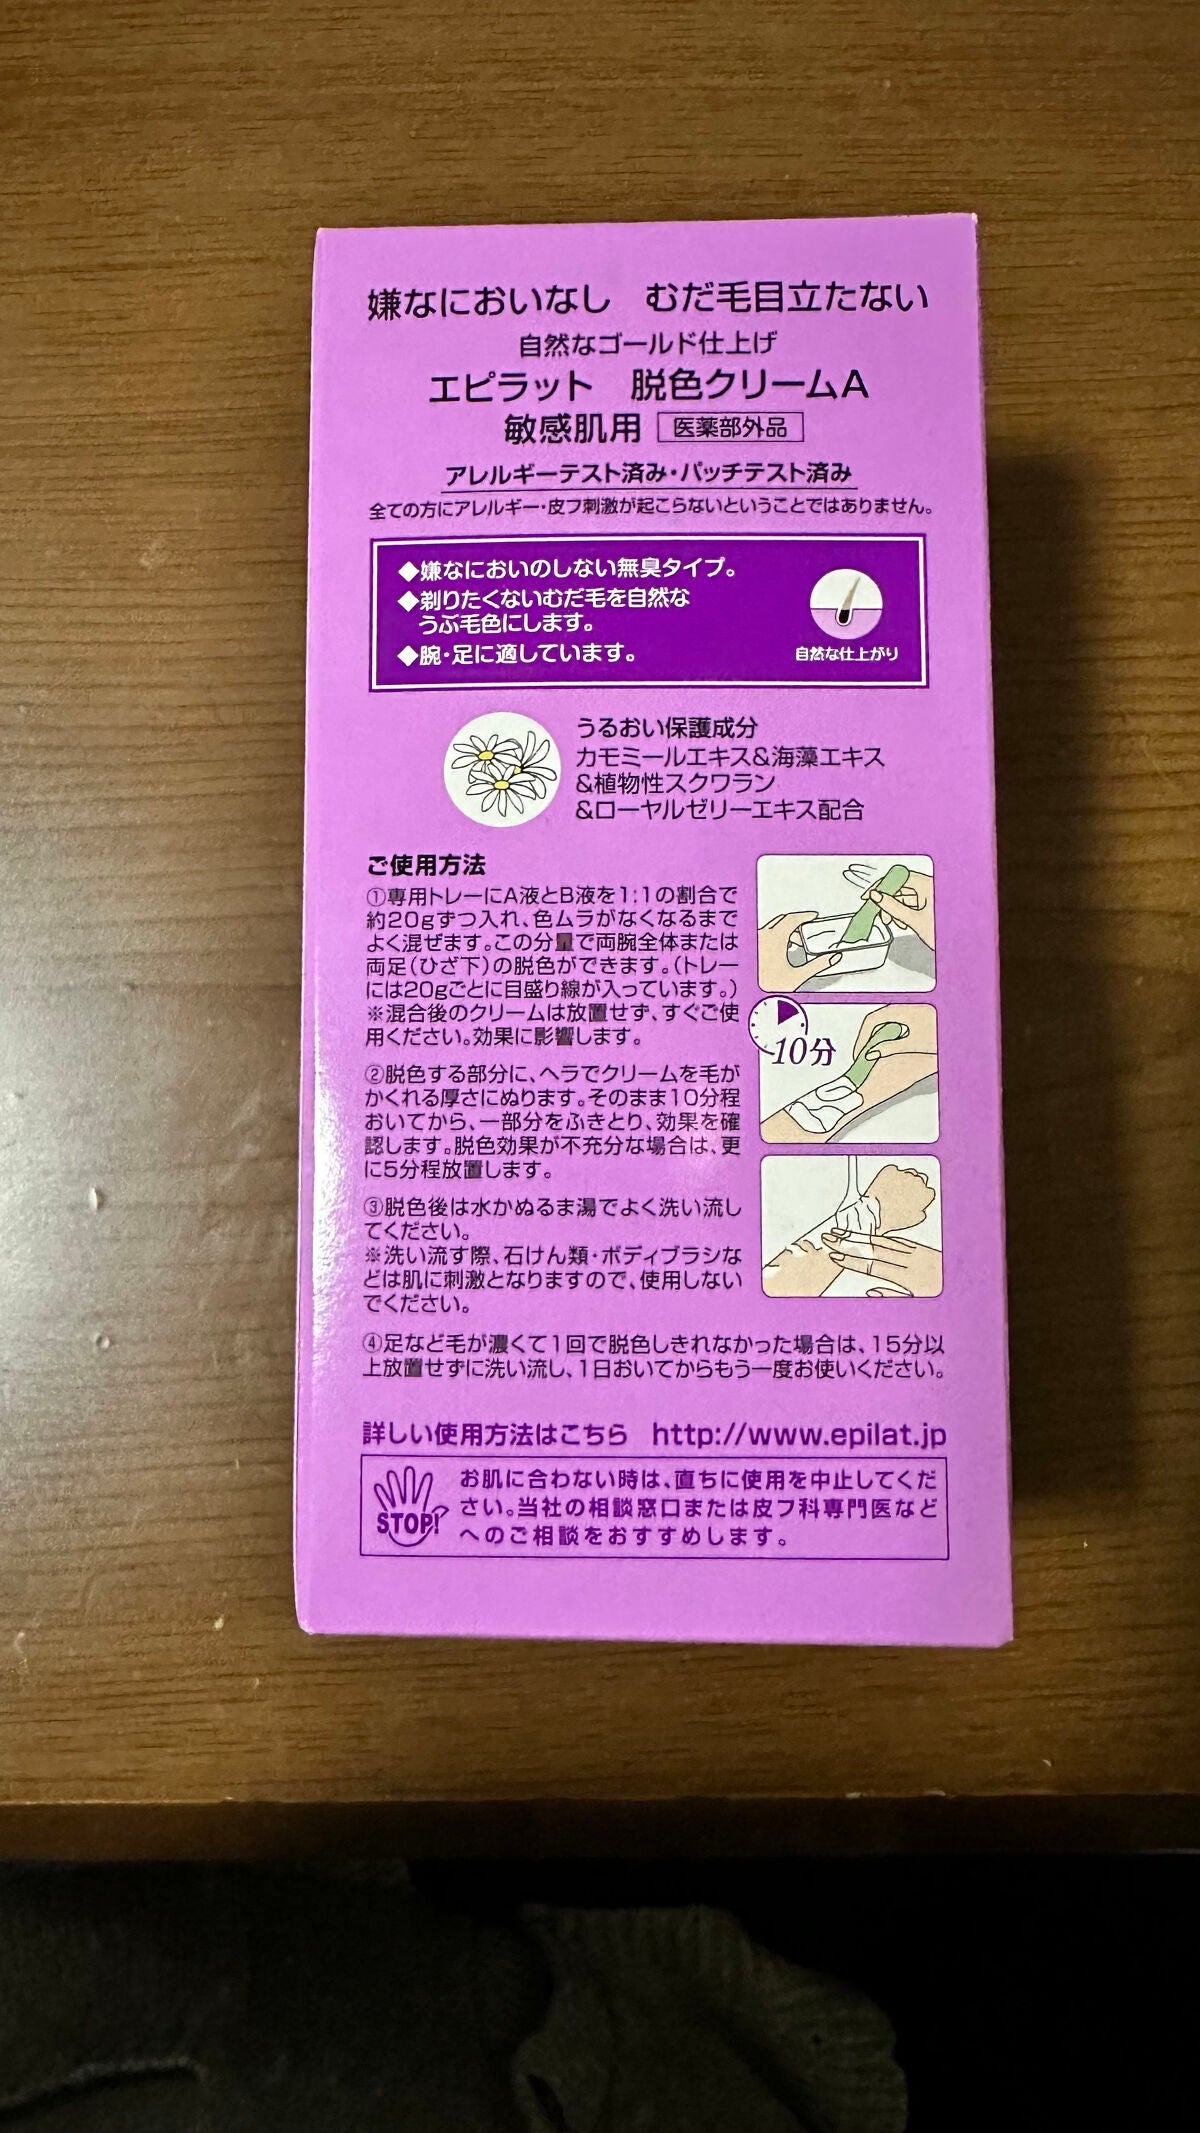 嫌なにおいなし むだ毛目立たない
自然なゴールド仕上げ
エピラット 脱色クリームA
敏感肌用 医薬部外品
アレルギーテスト済み・パッチテスト済み
全ての方にアレルギー・皮フ刺激が起こらないということではありません。
◆嫌なにおいのしない無臭タイプ。
◆剃りたくないむだ毛を自然な
うぶ毛色にします。
◆腕・足に適しています。
自然な仕上がり
うるおい保護成分
カモミールエキス&海藻エキス
&植物性スクワラン
&ローヤルゼリーエキス配合
ご使用方法
①専用トレーにA液とB液を1:1の割合で
約20gずつ入れ、色ムラがなくなるまで
よく混ぜます。この分量で両腕全体または
両足(ひざ下)の脱色ができます。(トレー
には20gごとに目盛り線が入っています。)
※混合後のクリームは放置せず、すぐご使
用ください。効果に影響します。
10分
②脱色する部分に、ヘラでクリームを毛が
かくれる厚さにぬります。そのまま10分程
おいてから、一部分をふきとり、効果を確
認します。脱色効果が不充分な場合は、更
に5分程放置します。
③脱色後は水かぬるま湯でよく洗い流し
てください。
※洗い流す際、石けん類・ボディブラシな
どは肌に刺激となりますので、使用しない
でください。
④足など毛が濃くて1回で脱色しきれなかった場合は、15分以
上放置せずに洗い流し、1日おいてからもう一度お使いください。
詳しい使用方法はこちら http://www.epilat.jp
STOP!
お肌に合わない時は、直ちに使用を中止してくだ
さい。当社の相談窓口または皮フ科専門医など
へのご相談をおすすめします。